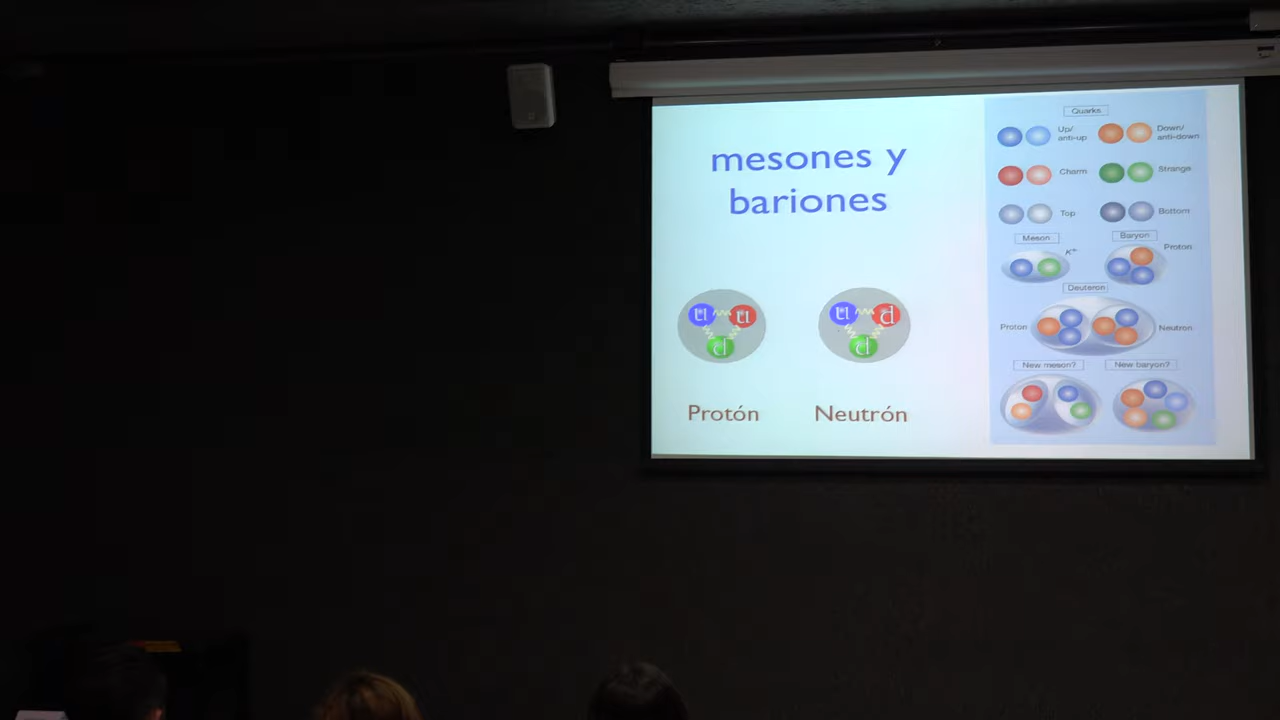 mesones y
bariones
u u
d
Protón
u d
d
Neutrón
Quarks
Up/
anti-up
Down/
anti-down
Charm
Strange
Top
Bottom
Meson
K+
Baryon
Proton
Deuteron
Proton
Neutron
New meson?
New baryon?